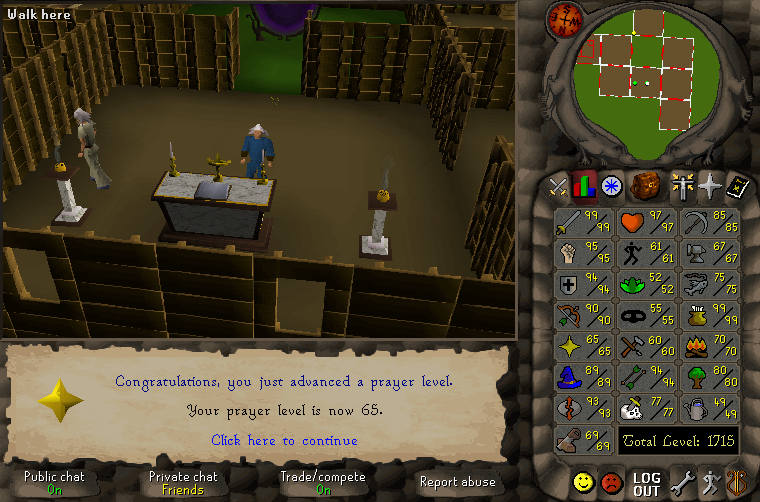 Walk here
99/99 97/97 85/85
95/95 61/61 67/67
94/94 52/52 75/75
90/90 55/55 99/99
65/65 60/60 70/70
89/89 94/94 80/80
93/93 77/77 49/49
69/69 Total Level: 1715
Congratulations, you just advanced a prayer level.
Your prayer level is now 65.
Click here to continue
Public chat
On
Private chat
Friends
Trade/compete
On
Report abuse
LOG
OUT